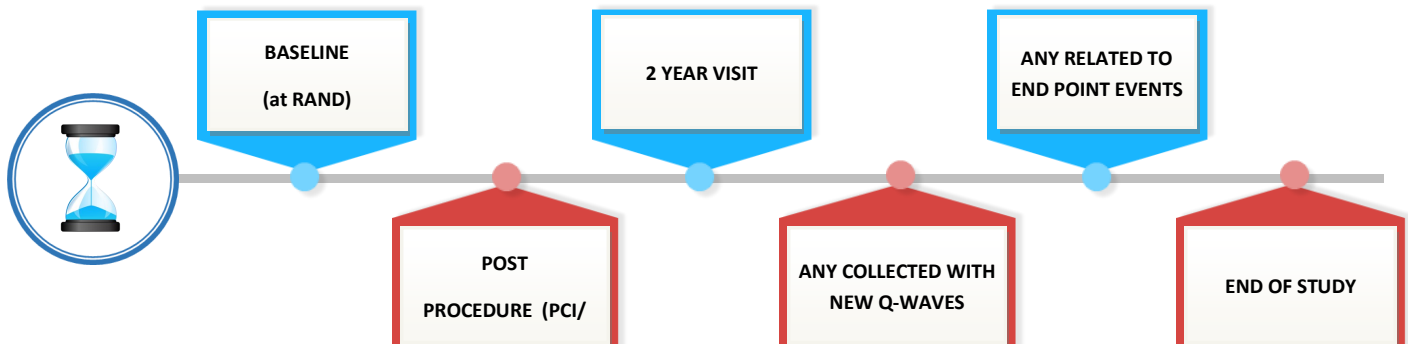 BASELINE
(at RAND)
POST
PROCEDURE (PCI/
2 YEAR VISIT
ANY COLLECTED WITH
NEW Q-WAVES
ANY RELATED TO
END POINT EVENTS
END OF STUDY